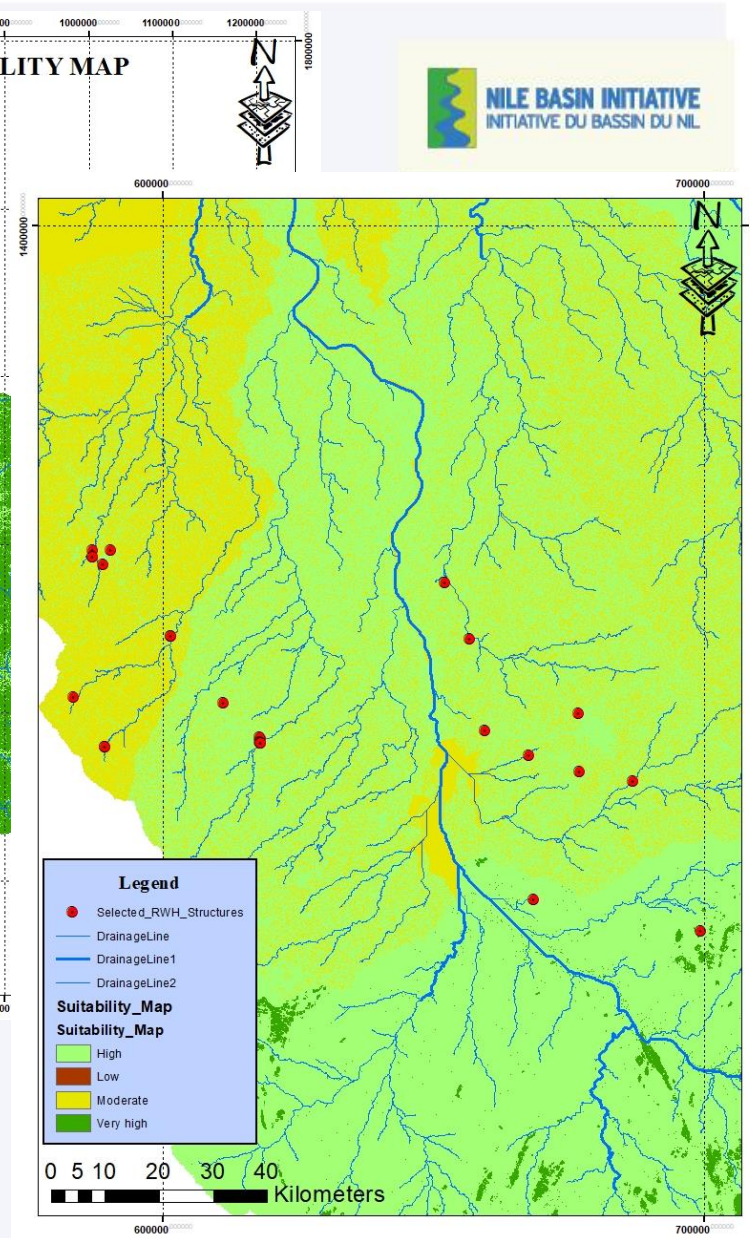 1000000
1100000
1200000
1800000
LITY MAP
N
NILE BASIN INITIATIVE
INITIATIVE DU BASSIN DU NIL
600000
700000
1400000
N
Legend
Selected_RWH_Structures
DrainageLine
DrainageLine1
DrainageLine2
Suitability_Map
Suitability_Map
High
Low
Moderate
Very high
0 5 10 20 30 40
Kilometers
600000
700000